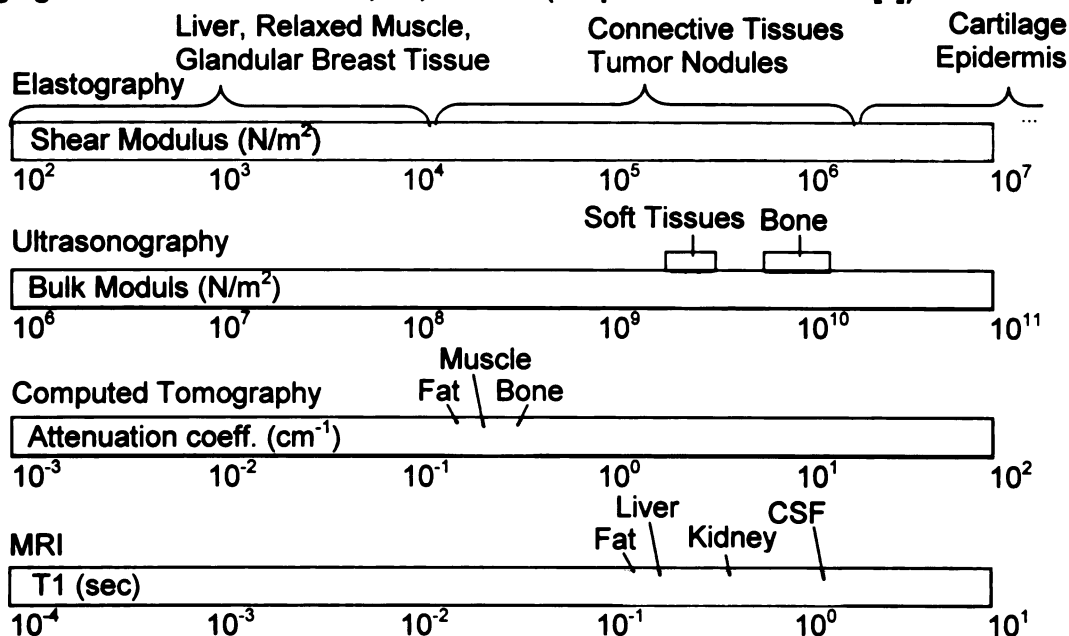 Liver, Relaxed Muscle,
Glandular Breast Tissue
Connective Tissues
Tumor Nodules
Cartilage
Epidermis
Elastography
...
Shear Modulus (N/m²)
10² 10³ 10⁴ 10⁵ 10⁶ 10⁷
Soft Tissues Bone
Ultrasonography
Bulk Moduls (N/m²)
10⁶ 10⁷ 10⁸ 10⁹ 10¹⁰ 10¹¹
Muscle
Computed Tomography Fat Bone
Attenuation coeff. (cm⁻¹)
10⁻³ 10⁻² 10⁻¹ 10⁰ 10¹ 10²
Liver CSF
MRI Fat Kidney
T1 (sec)
10⁻⁴ 10⁻³ 10⁻² 10⁻¹ 10⁰ 10¹